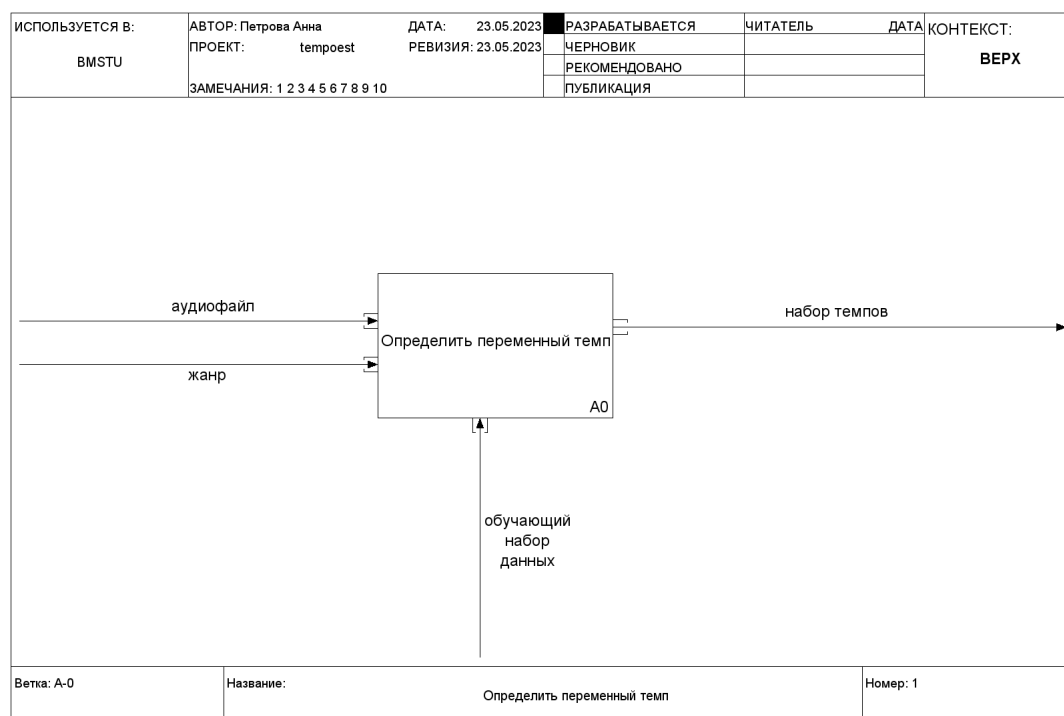 ИСПОЛЬЗУЕТСЯ В:
BMSTU
АВТОР: Петрова Анна
ДАТА: 23.05.2023
ПРОЕКТ: tempoest
РЕВИЗИЯ: 23.05.2023
ЗАМЕЧАНИЯ: 1 2 3 4 5 6 7 8 9 10
РАЗРАБАТЫВАЕТСЯ
ЧЕРНОВИК
РЕКОМЕНДОВАНО
ПУБЛИКАЦИЯ
ЧИТАТЕЛЬ ДАТА
КОНТЕКСТ:
ВЕРХ
аудиофайл
жанр
Определить переменный темп
A0
набор темпов
обучающий
набор
данных
Ветка: A-0
Название:
Определить переменный темп
Номер: 1